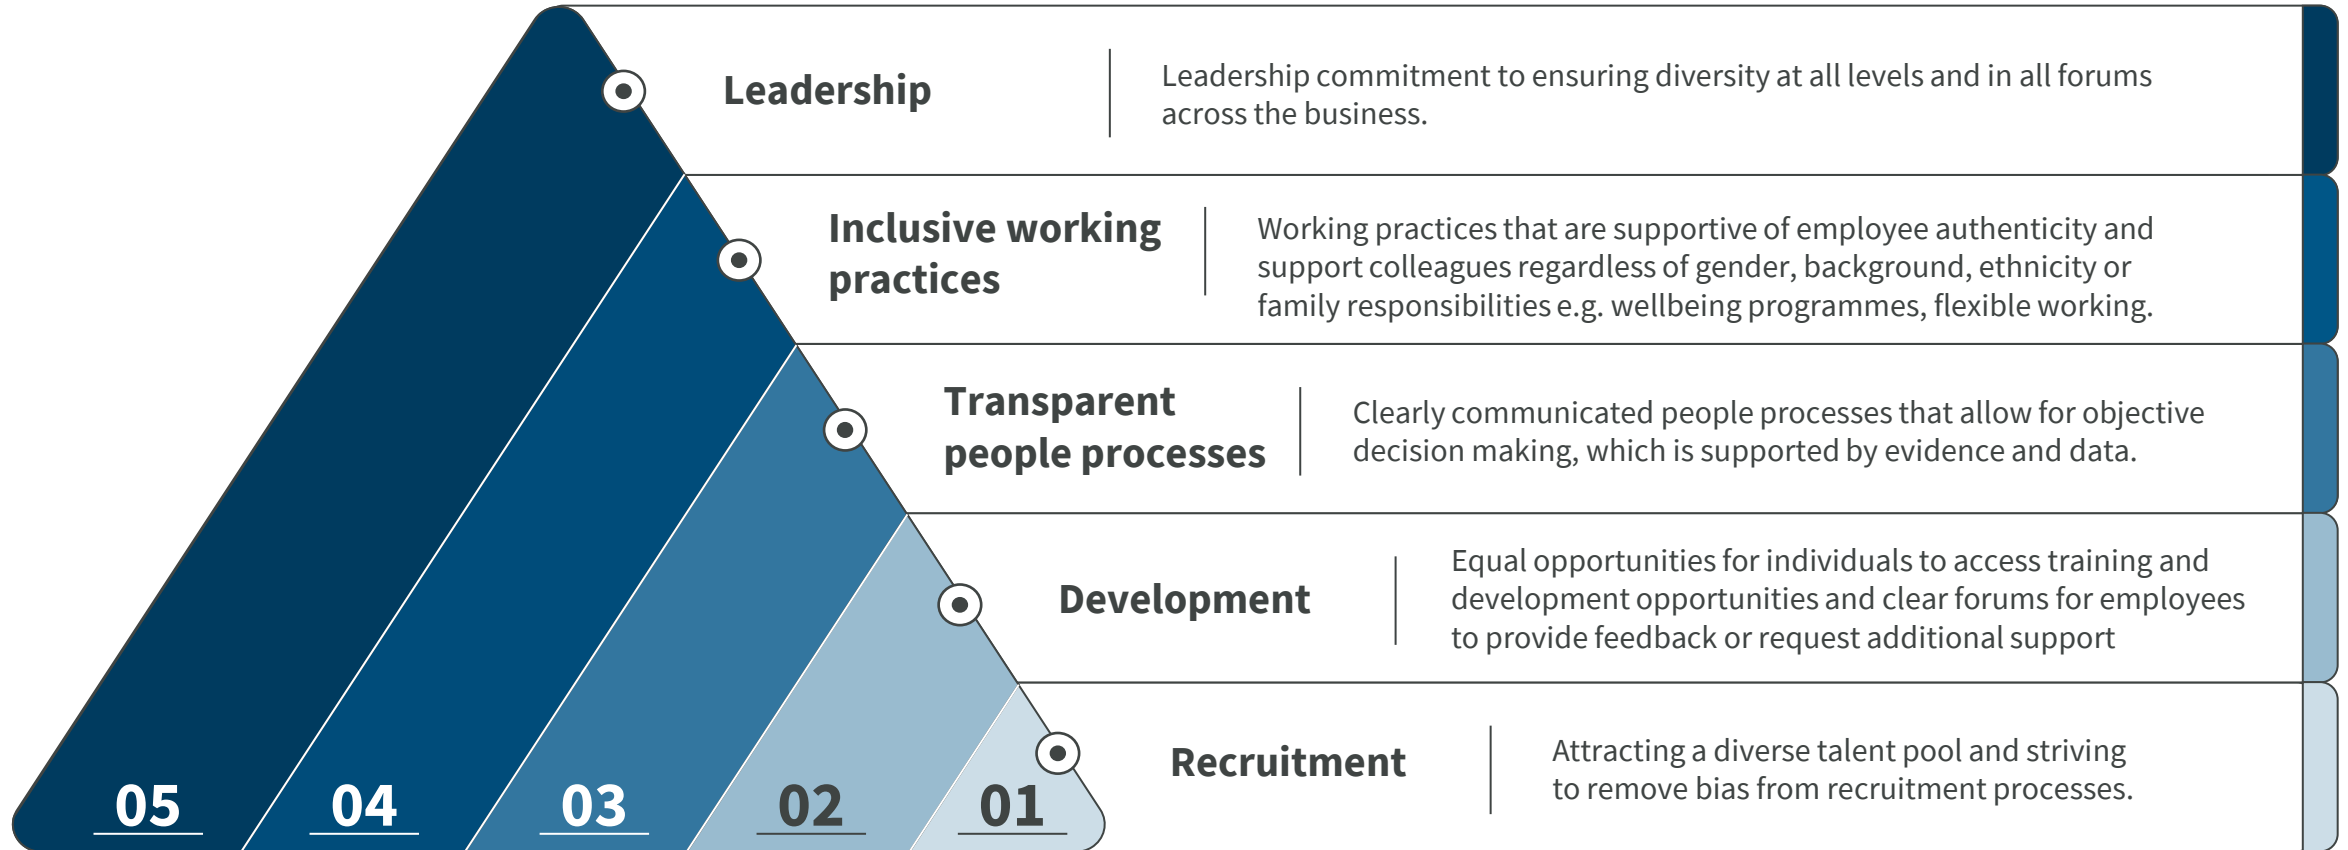 Leadership
Leadership commitment to ensuring diversity at all levels and in all forums
across the business.
Inclusive working
practices
Working practices that are supportive of employee authenticity and
support colleagues regardless of gender, background, ethnicity or
family responsibilities e.g. wellbeing programmes, flexible working.
Transparent
people processes
Clearly communicated people processes that allow for objective
decision making, which is supported by evidence and data.
Development
Equal opportunities for individuals to access training and
development opportunities and clear forums for employees
to provide feedback or request additional support
Recruitment
Attracting a diverse talent pool and striving
to remove bias from recruitment processes.
05
04
03
02
01